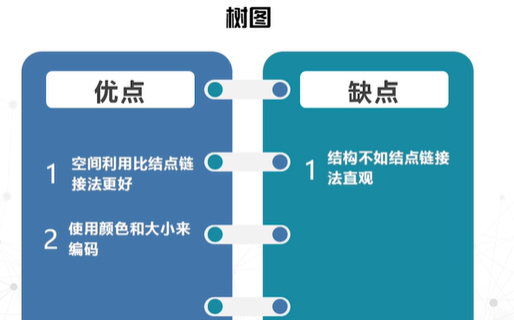 树图
优点
1 空间利用比结点链
接法更好
2 使用颜色和大小来
编码
缺点
1 结构不如结点链接
法直观